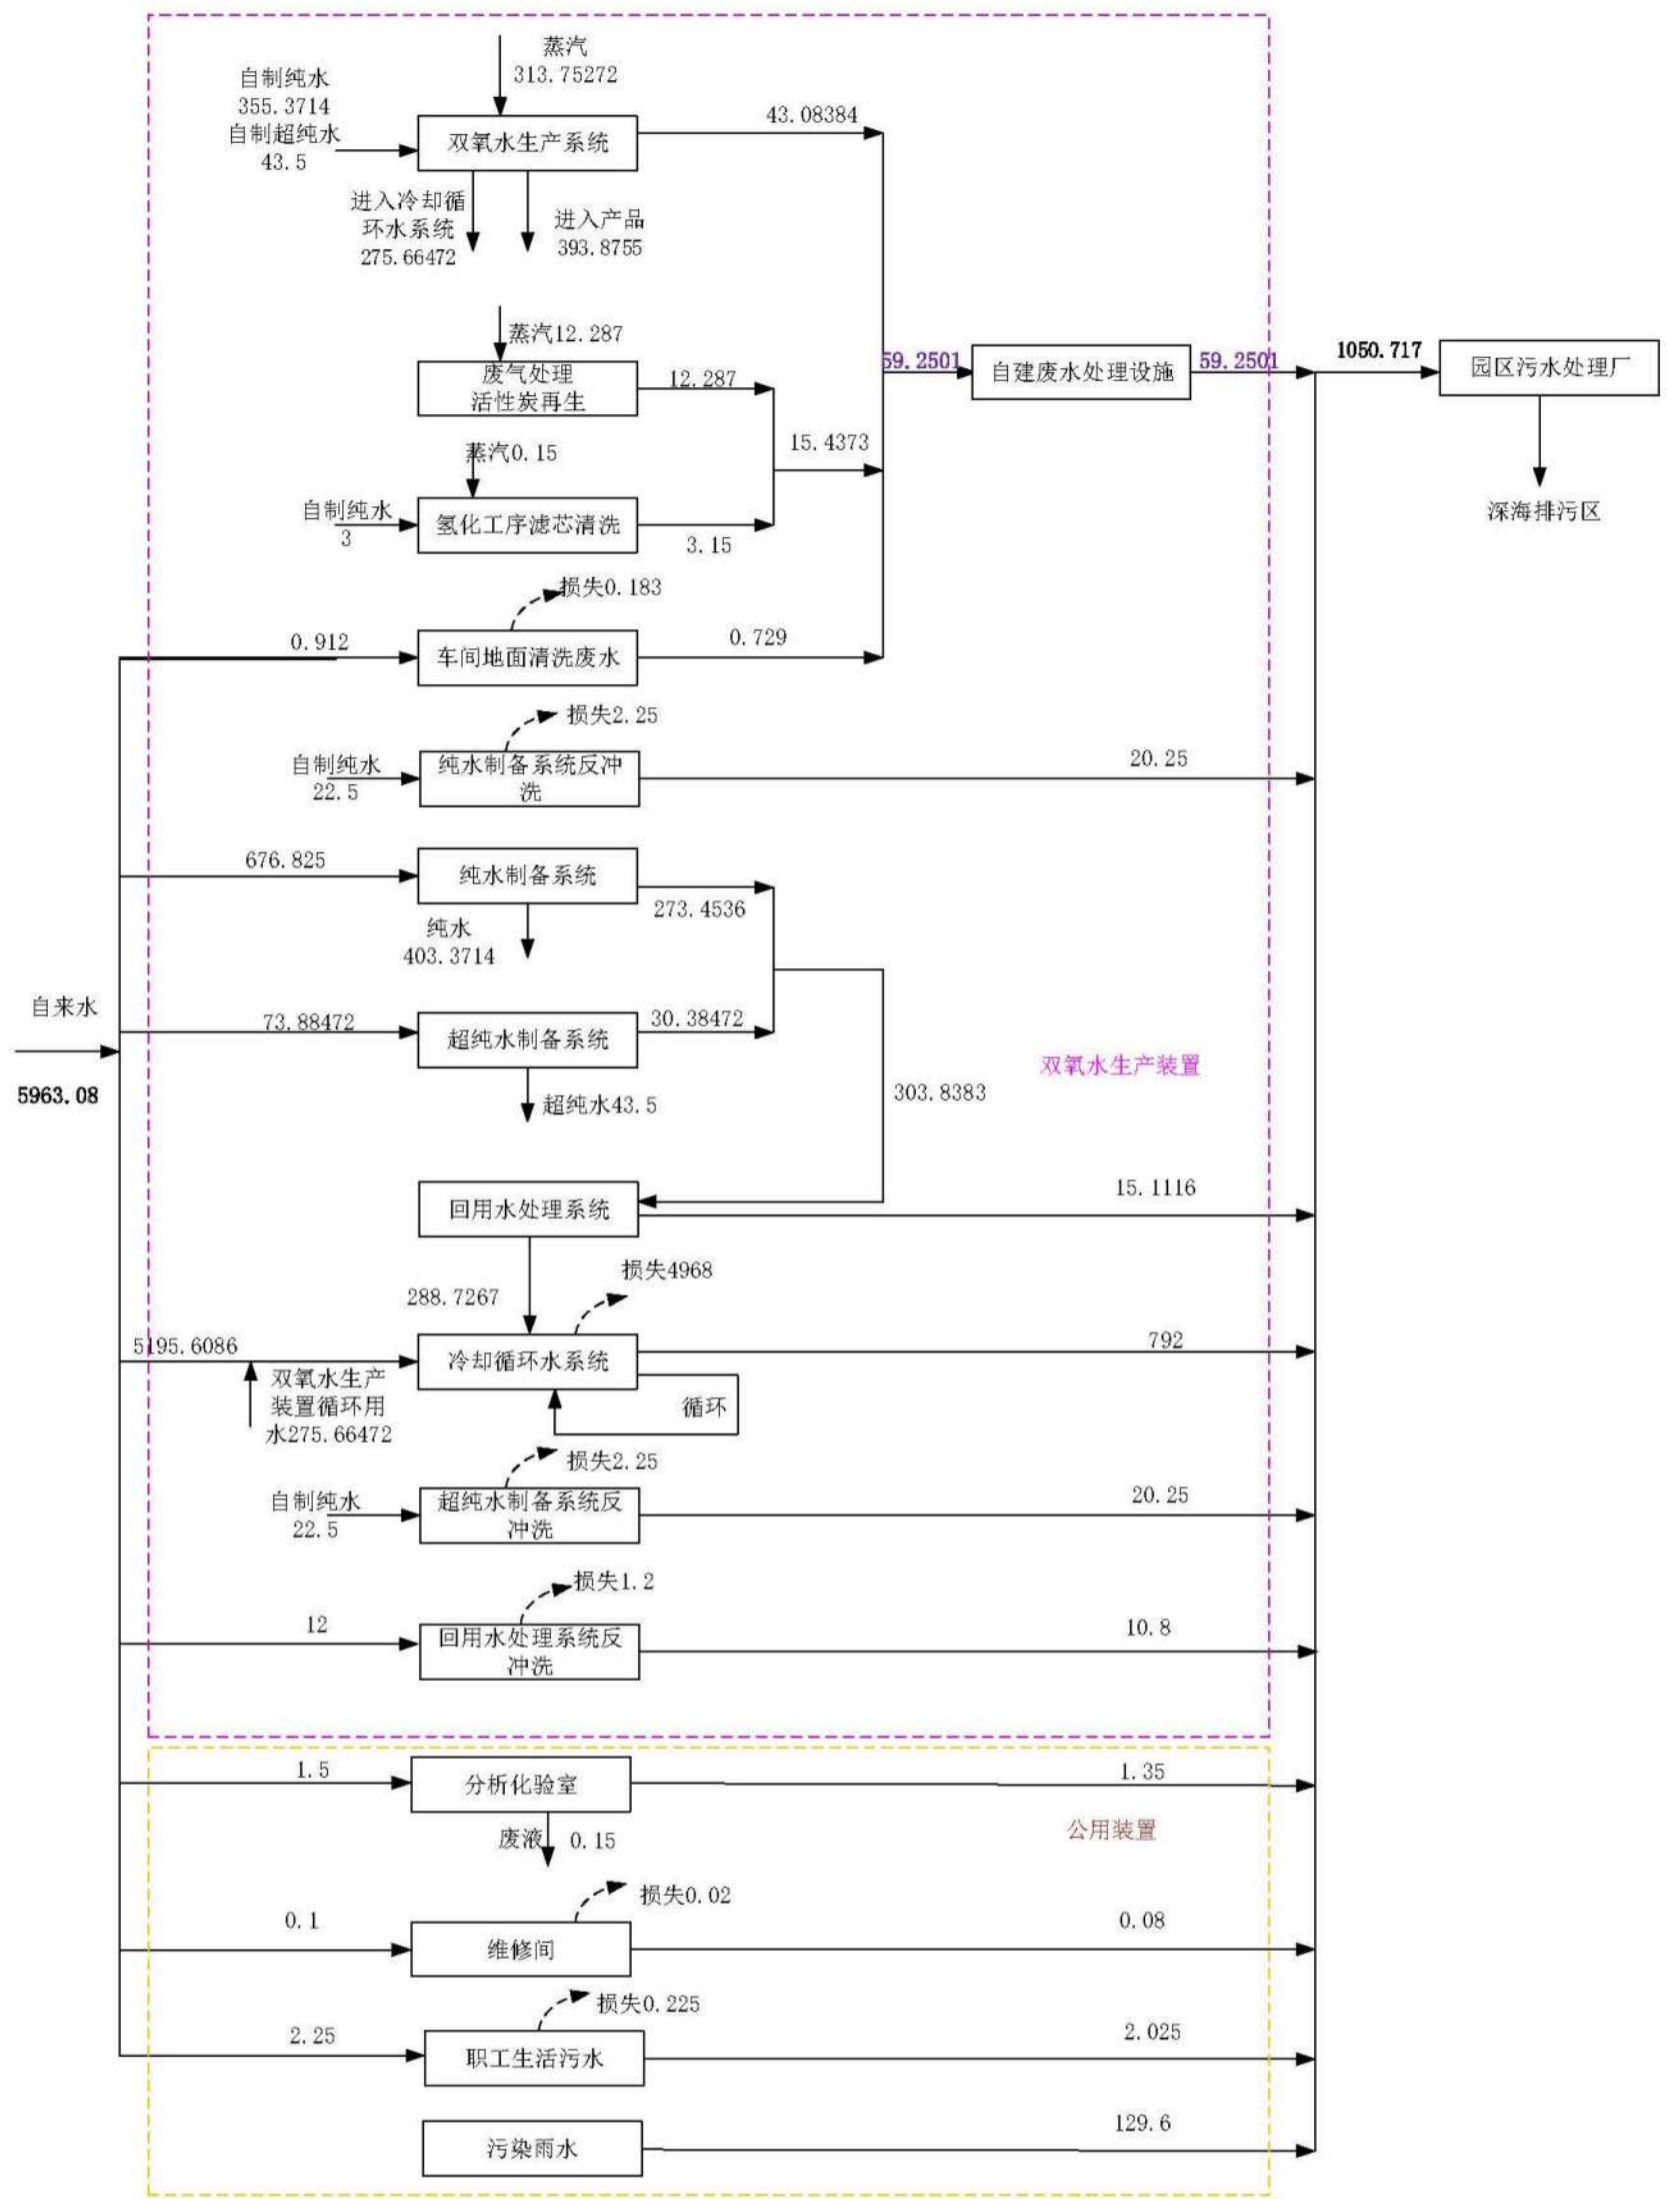 蒸汽
313.75272
自制纯水
355.3714
自制超纯水
43.5
双氧水生产系统
43.08384
进入冷却循
环水系统
275.66472
进入产品
393.8755
蒸汽12.287
废气处理
活性炭再生
12.287
蒸汽0.15
自制纯水
3
氢化工序滤芯清洗
3.15
15.4373
59.2501
自建废水处理设施
59.2501
1050.717
园区污水处理厂
深海排污区
损失0.183
0.912
车间地面清洗废水
0.729
损失2.25
自制纯水
22.5
纯水制备系统反冲
洗
20.25
676.825
纯水制备系统
273.4536
纯水
403.3714
自来水
5963.08
73.88472
超纯水制备系统
30.38472
超纯水43.5
双氧水生产装置
303.8383
回用水处理系统
15.1116
288.7267
损失4968
5195.6086
冷却循环水系统
792
双氧水生产
装置循环用
水275.66472
循环
损失2.25
自制纯水
22.5
超纯水制备系统反
冲洗
20.25
损失1.2
12
回用水处理系统反
冲洗
10.8
1.5
分析化验室
1.35
废液
0.15
公用装置
损失0.02
0.1
维修间
0.08
损失0.225
2.25
职工生活污水
2.025
污染雨水
129.6